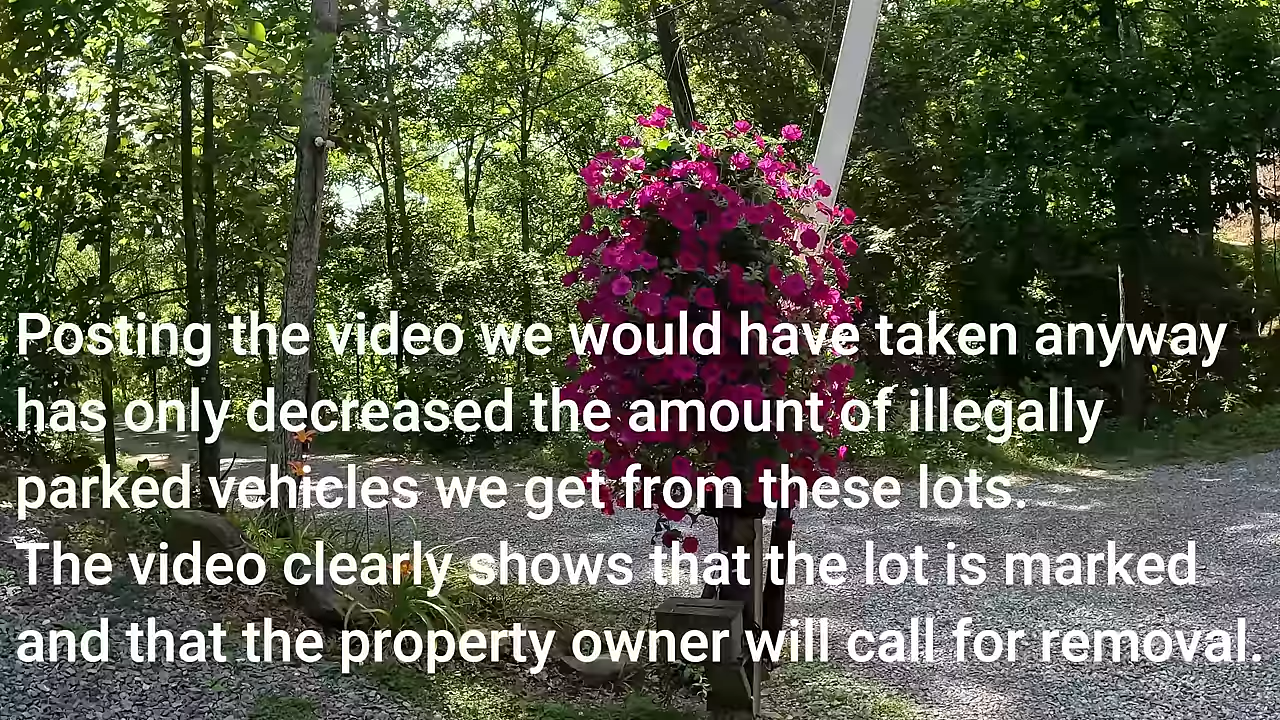 Posting the video we would have taken anyway
has only decreased the amount of illegally
parked vehicles we get from these lots.
The video clearly shows that the lot is marked
and that the property owner will call for removal.